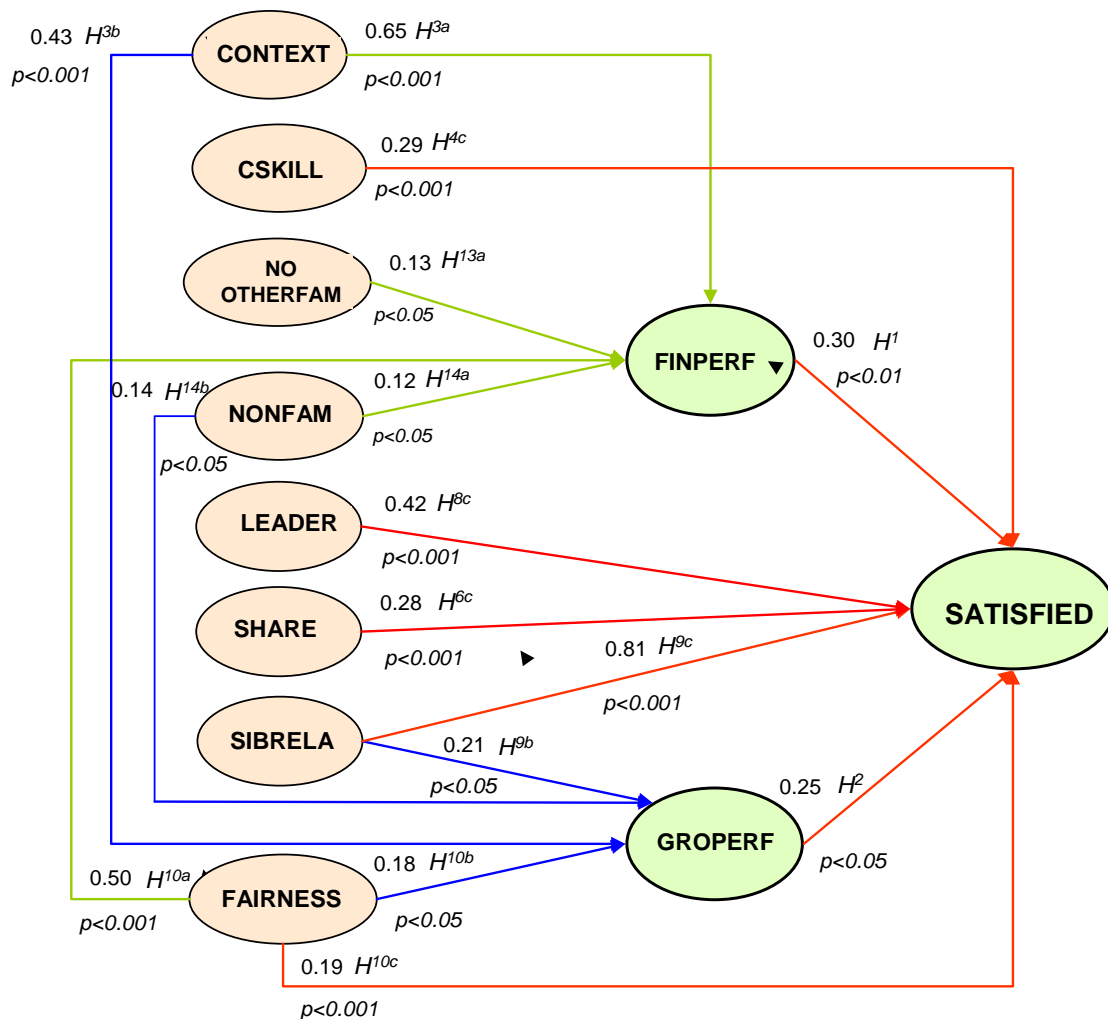 0.43 H3b
p<0.001
CONTEXT
0.65 H3a
p<0.001
CSKILL
0.29 H4c
p<0.001
NO
OTHERFAM
0.13 H13a
p<0.05
FINPERF
0.30 H1
p<0.01
0.14 H14b
p<0.05
NONFAM
0.12 H14a
p<0.05
LEADER
0.42 H8c
p<0.001
SHARE
0.28 H6c
p<0.001
SATISFIED
0.81 H9c
p<0.001
SIBRELA
0.21 H9b
p<0.05
GROPERF
0.25 H2
p<0.05
0.50 H10a
p<0.001
FAIRNESS
0.18 H10b
p<0.05
0.19 H10c
p<0.001